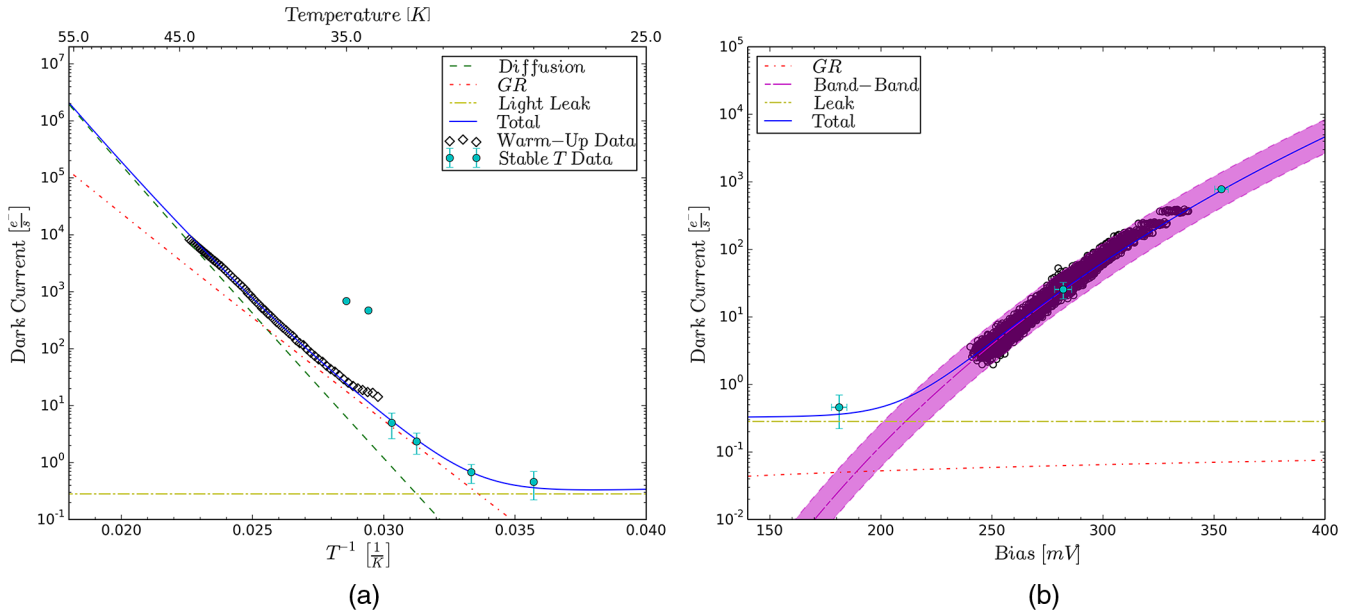 Temperature [K]
55.0 45.0 35.0 25.0
10^7
10^6
10^5
10^4
10^3
10^2
10^1
10^0
10^-1
Dark Current [e^-/s]
Diffusion
GR
Light Leak
Total
Warm-Up Data
Stable T Data
0.020 0.025 0.030 0.035 0.040
T^-1 [1/K]
(a)
10^5
10^4
10^3
10^2
10^1
10^0
10^-1
10^-2
Dark Current [e^-/s]
GR
Band-Band
Leak
Total
150 200 250 300 350 400
Bias [mV]
(b)